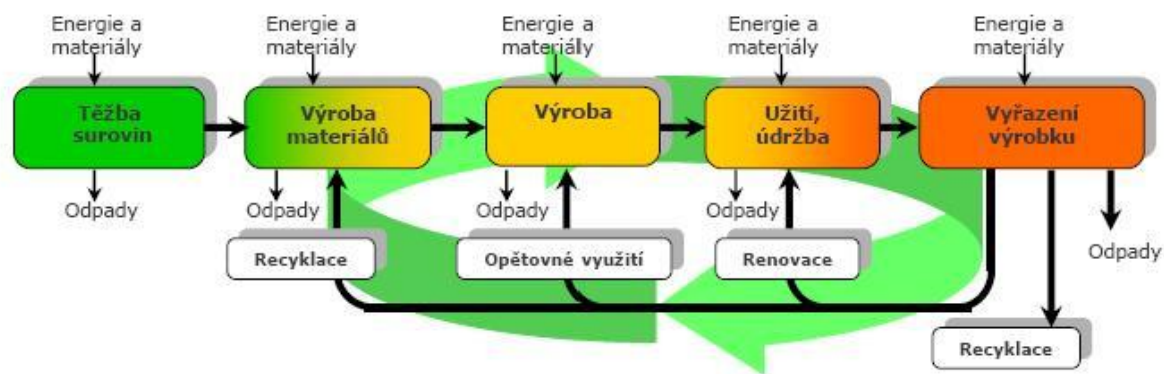 Energie a
materiály
Energie a
materiály
Energie a
materiály
Energie a
materiály
Energie a
materiály
Těžba
surovin
Výroba
materiálů
Výroba
Užití,
údržba
Vyřazení
výrobku
Odpady
Odpady
Odpady
Odpady
Odpady
Recyklace
Opětovné využití
Renovace
Recyklace